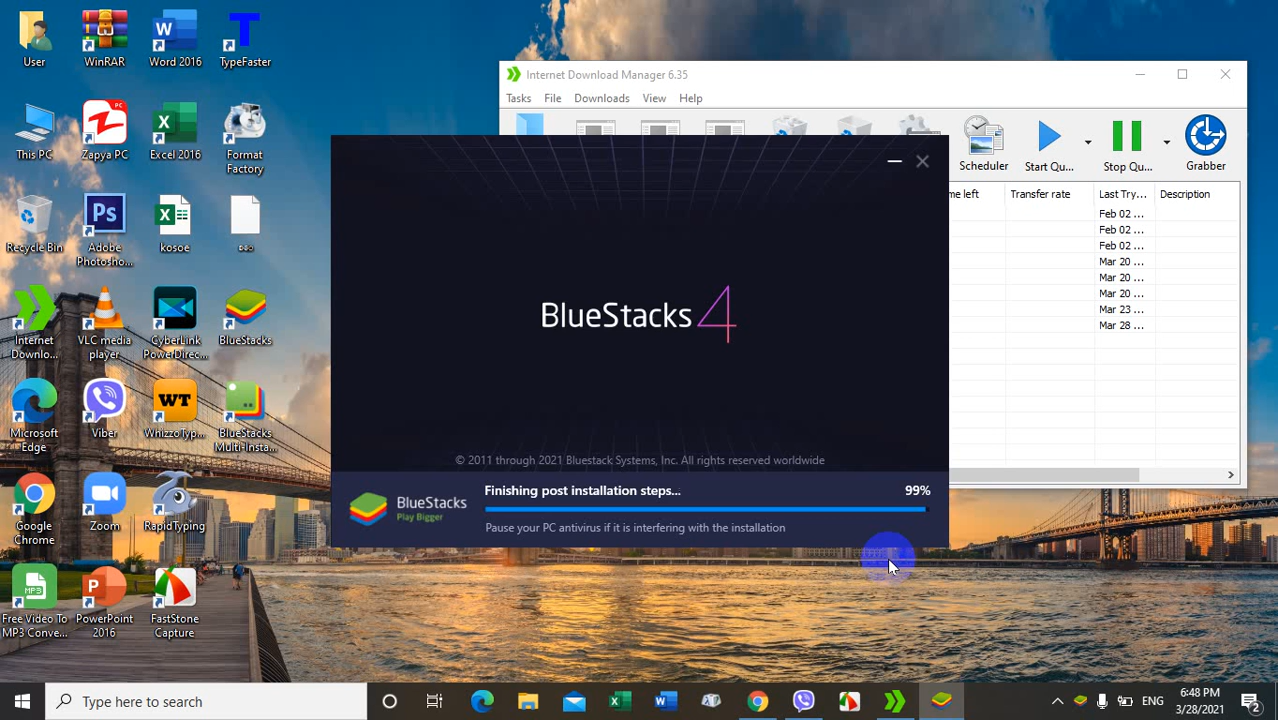 User
WinRAR
Word 2016
TypeFaster
This PC
Zapya PC
Excel 2016
Format
Factory
Recycle Bin
Adobe
Photosho...
kosoe
Internet
Downlo...
VLC media
player
CyberLink
PowerDirec...
BlueStacks
Microsoft
Edge
Viber
WhizzoTyp...
BlueStacks
Multi-Insta...
Google
Chrome
Zoom
RapidTyping
Free Video To
MP3 Conve...
PowerPoint
2016
FastStone
Capture
Internet Download Manager 6.35
Tasks File Downloads View Help
Scheduler Start Qu... Stop Qu... Grabber
me left Transfer rate Last Try... Description
Feb 02 ...
Feb 02 ...
Feb 02 ...
Mar 20 ...
Mar 20 ...
Mar 20 ...
Mar 23 ...
Mar 28 ...
BlueStacks 4
© 2011 through 2021 Bluestack Systems, Inc. All rights reserved worldwide
BlueStacks
Play Bigger
Finishing post installation steps... 99%
Pause your PC antivirus if it is interfering with the installation
Type here to search
ENG
6:48 PM
3/28/2021
2